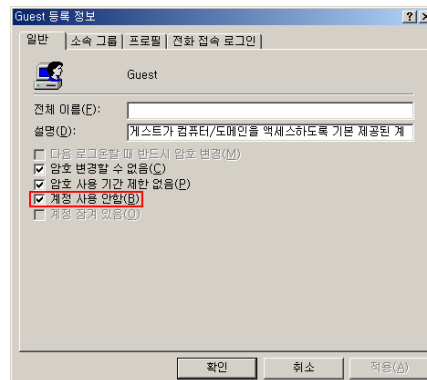 Guest 등록 정보
일반 소속 그룹 프로필 전화 접속 로그인
Guest
전체 이름(F):
설명(D): 게스트가 컴퓨터/도메인을 액세스하도록 기본 제공된 계
다음 로그온할 때 반드시 암호 변경(M)
암호 변경할 수 없음(C)
암호 사용 기간 제한 없음(P)
계정 사용 안함(B)
계정 잠겨 있음(O)
확인 취소 적용(A)